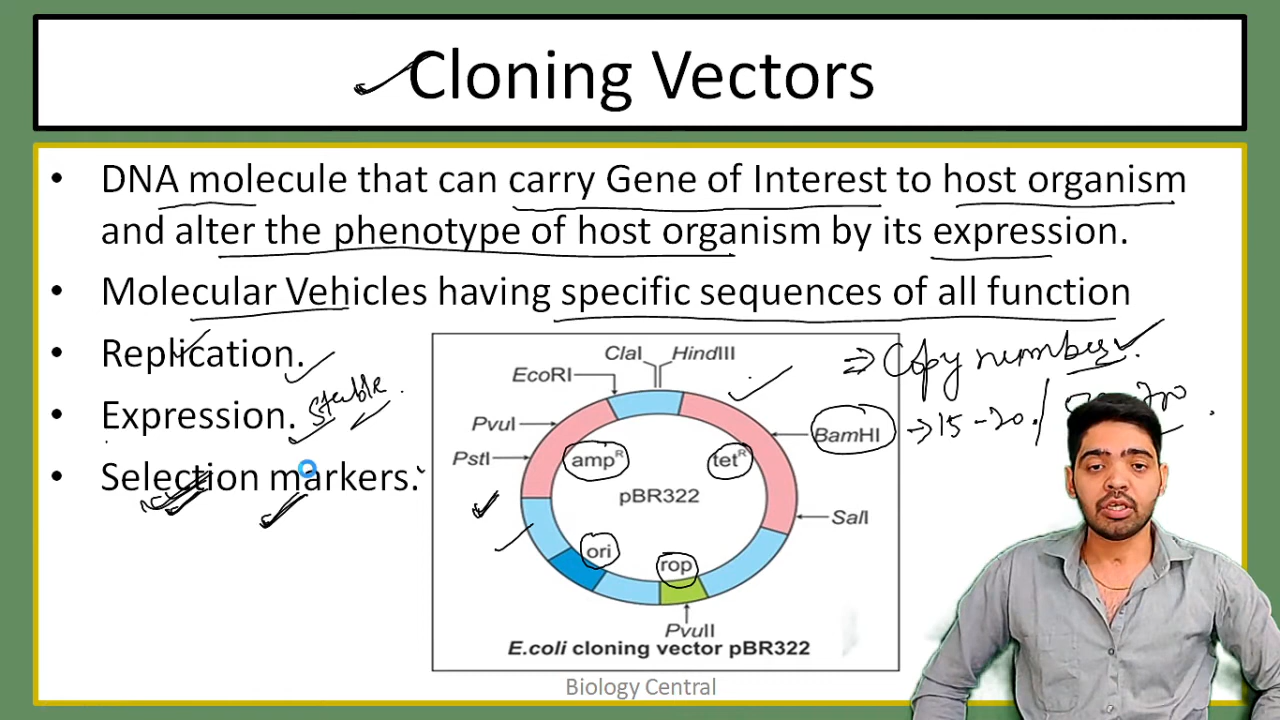 Cloning Vectors
• DNA molecule that can carry Gene of Interest to host organism
and alter the phenotype of host organism by its expression.
• Molecular Vehicles having specific sequences of all function
• Replication.
• Expression. Stable.
• Selection markers.
ClaI HindIII
EcoRI
PvuI
PstI
BamHI
SalI
PvuII
ampR
tetR
pBR322
ori
rop
E.coli cloning vector pBR322
⇒ Copy number.
→ 15-20 /
Biology Central